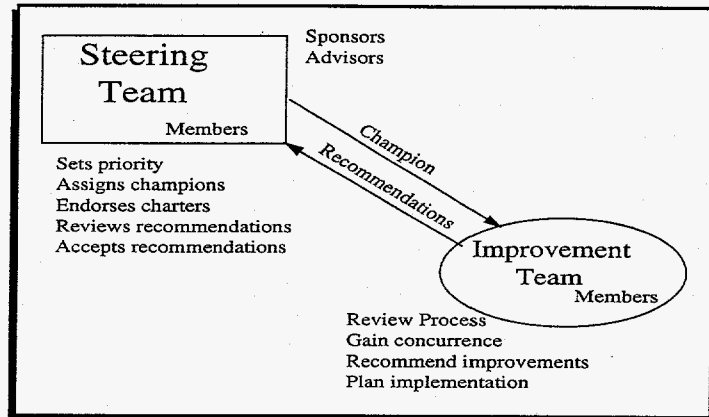 Steering
Team
Members
Sponsors
Advisors
Sets priority
Assigns champions
Endorses charters
Reviews recommendations
Accepts recommendations
Champion
Recommendations
Improvement
Team
Members
Review Process
Gain concurrence
Recommend improvements
Plan implementation